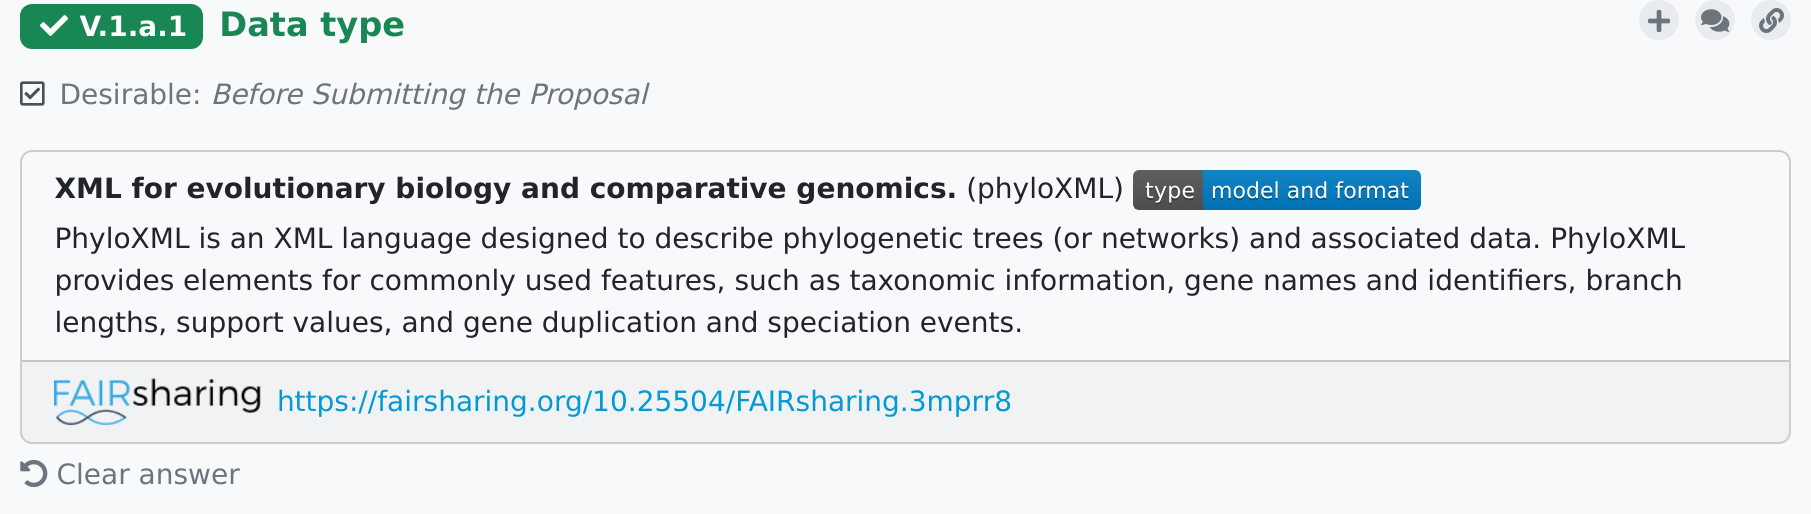 V.1.a.1 Data type
Desirable: Before Submitting the Proposal
XML for evolutionary biology and comparative genomics. (phyloXML) type model and format
PhyloXML is an XML language designed to describe phylogenetic trees (or networks) and associated data. PhyloXML
provides elements for commonly used features, such as taxonomic information, gene names and identifiers, branch
lengths, support values, and gene duplication and speciation events.
FAIRsharing https://fairsharing.org/10.25504/FAIRsharing.3mprr8
Clear answer